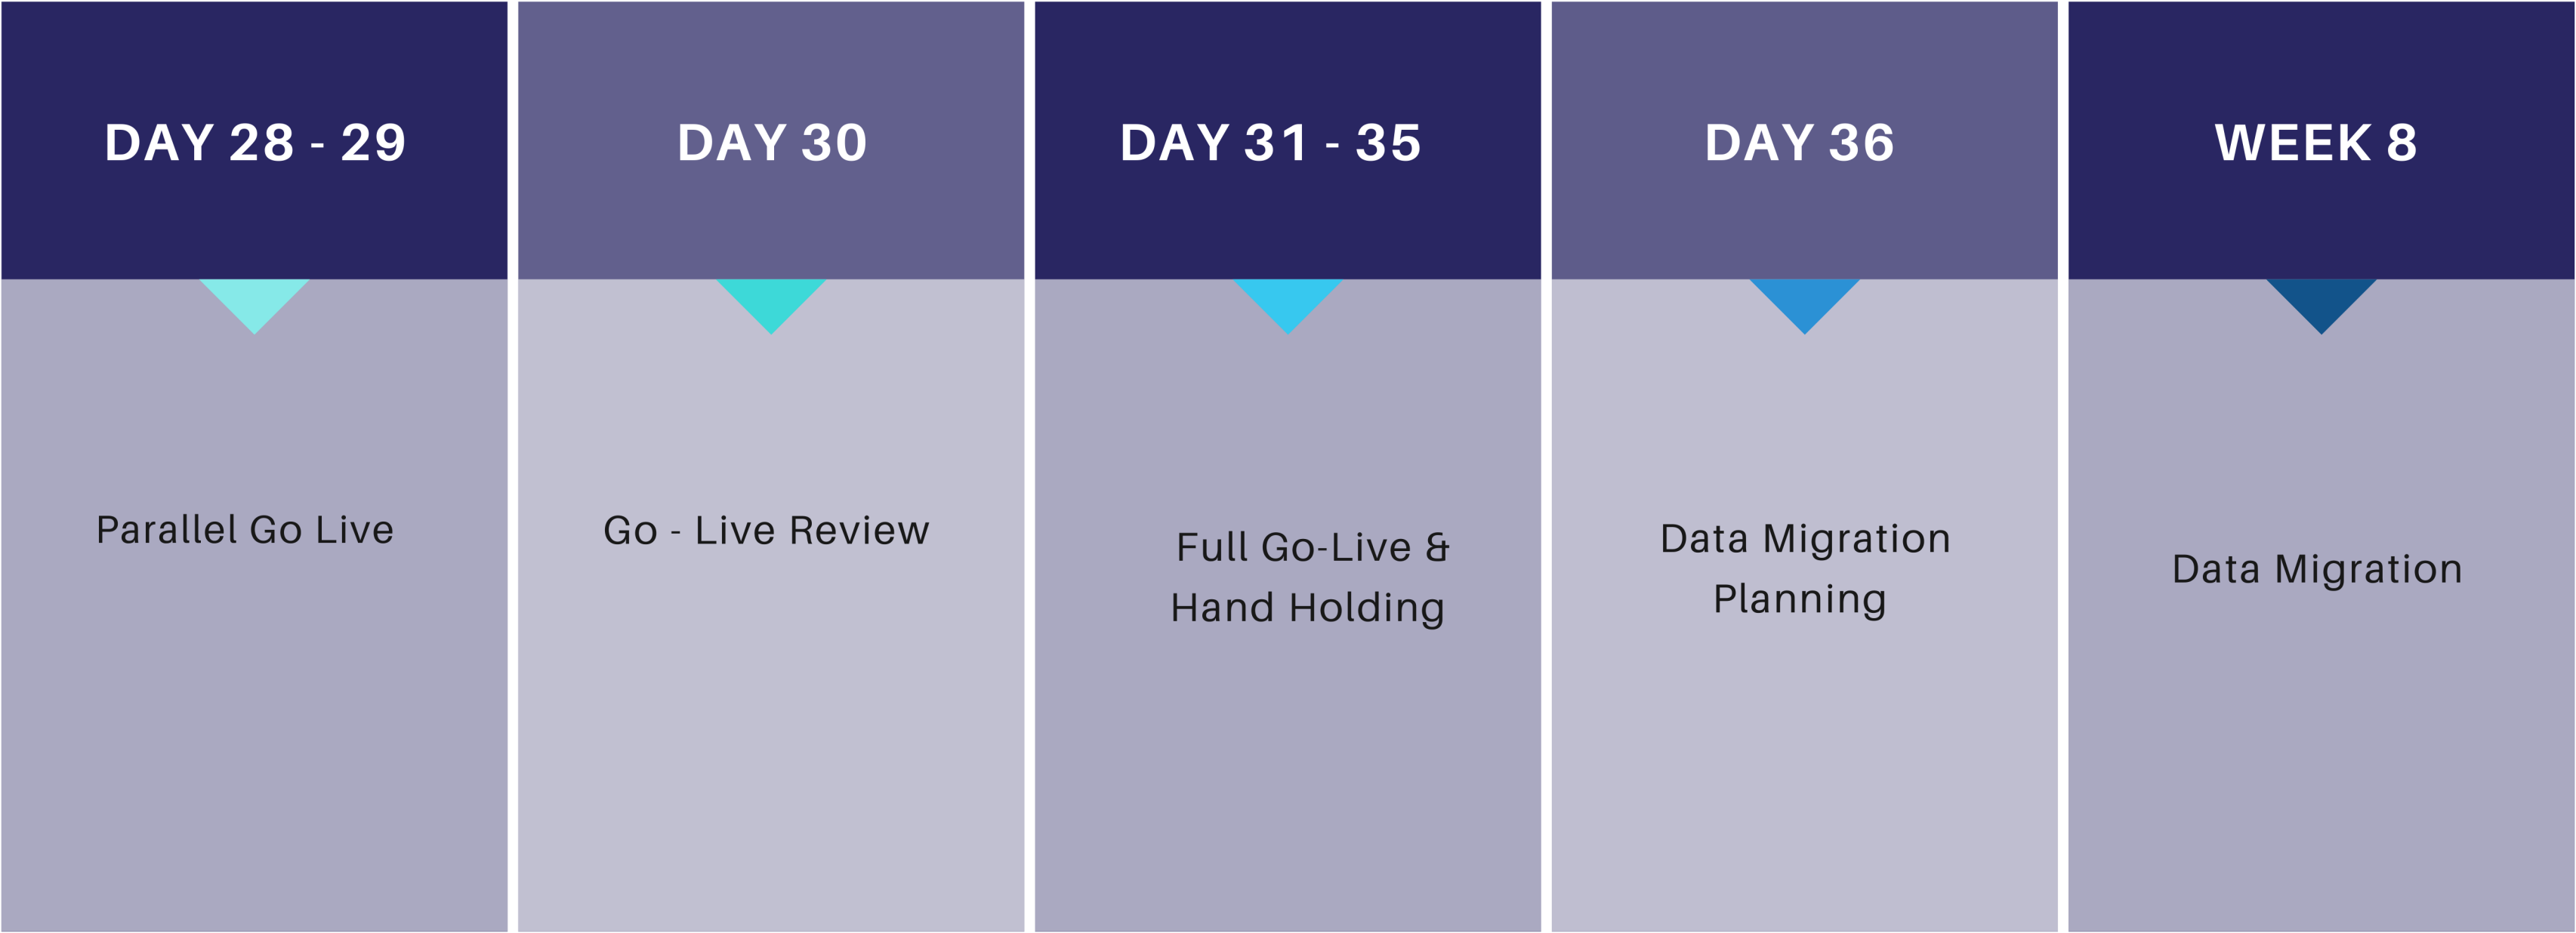 DAY 28 - 29
Parallel Go Live
DAY 30
Go - Live Review
DAY 31 - 35
Full Go-Live &
Hand Holding
DAY 36
Data Migration
Planning
WEEK 8
Data Migration